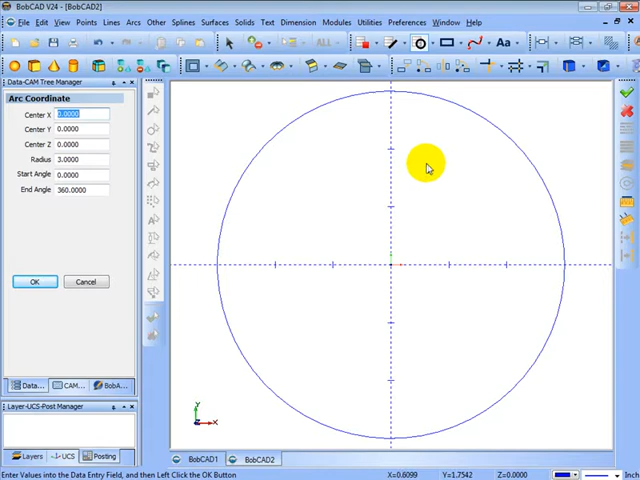 BobCAD V24 - [BobCAD2]
File Edit View Points Lines Arcs Other Splines Surfaces Solids Text Dimension Modules Utilities Preferences Window Help
ALL
Aa
Data-CAM Tree Manager
Arc Coordinate
Center X 0.0000
Center Y 0.0000
Center Z 0.0000
Radius 3.0000
Start Angle 0.0000
End Angle 360.0000
OK Cancel
Data... CAM... BobA...
Layer-UCS-Post Manager
Layers UCS Posting
Y
Z
X
BobCAD1 BobCAD2
Enter Values into the Data Entry Field, and then Left Click the OK Button X=0.6099 Y=1.7542 Z=0.0000 Inch